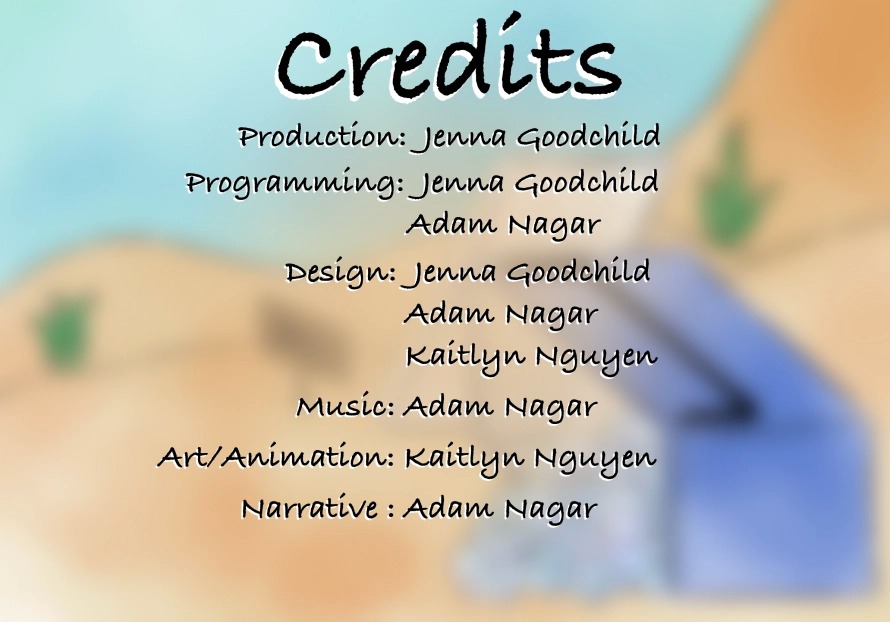 Credits
Production: Jenna Goodchild
Programming: Jenna Goodchild
Adam Nagar
Design: Jenna Goodchild
Adam Nagar
Kaitlyn Nguyen
Music: Adam Nagar
Art/Animation: Kaitlyn Nguyen
Narrative : Adam Nagar